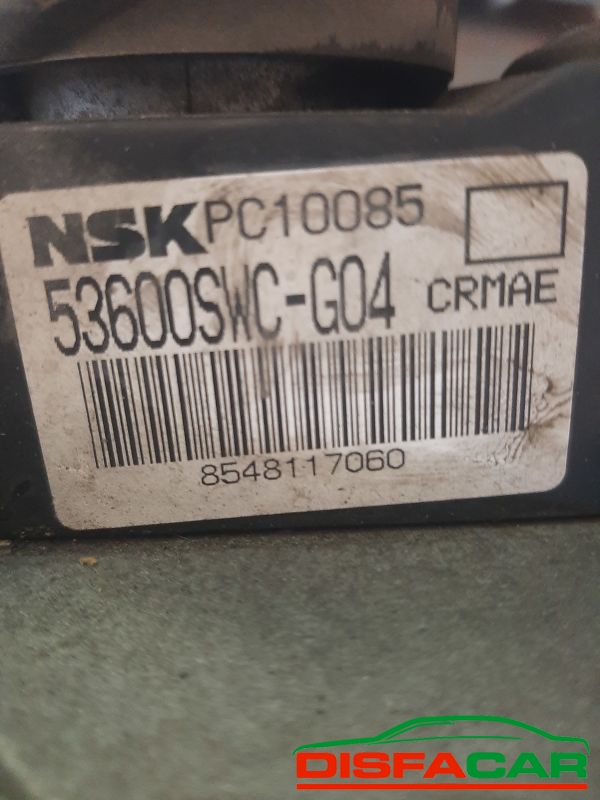 NSK PC10085
53600SWC-G04 CRMAE
8548117060
DISFACAR